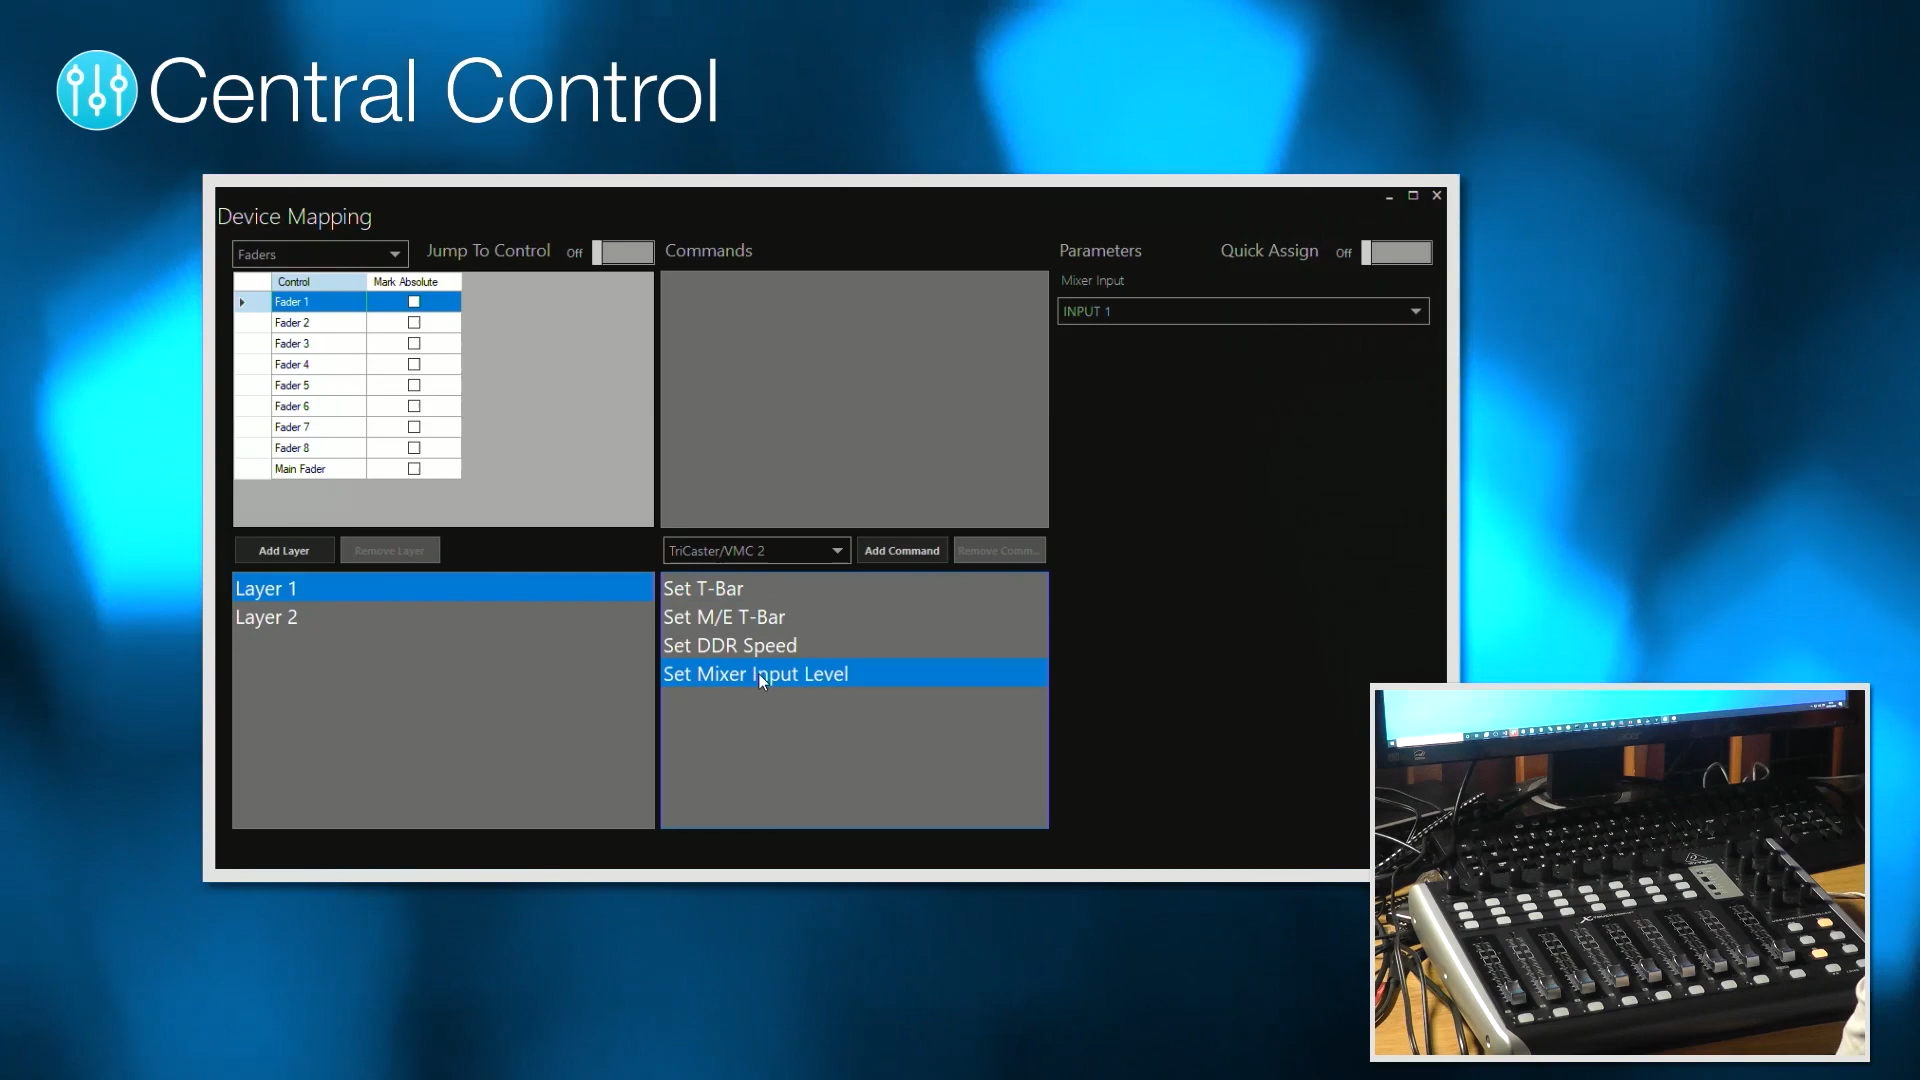 Central Control
Device Mapping
Faders
Jump To Control
Off
Commands
Parameters
Quick Assign
Off
Control
Mark Absolute
Mixer Input
Fader 1
INPUT 1
Fader 2
Fader 3
Fader 4
Fader 5
Fader 6
Fader 7
Fader 8
Main Fader
Add Layer
Remove Layer
TriCaster/VMC 2
Add Command
Remove Comm...
Layer 1
Layer 2
Set T-Bar
Set M/E T-Bar
Set DDR Speed
Set Mixer Input Level